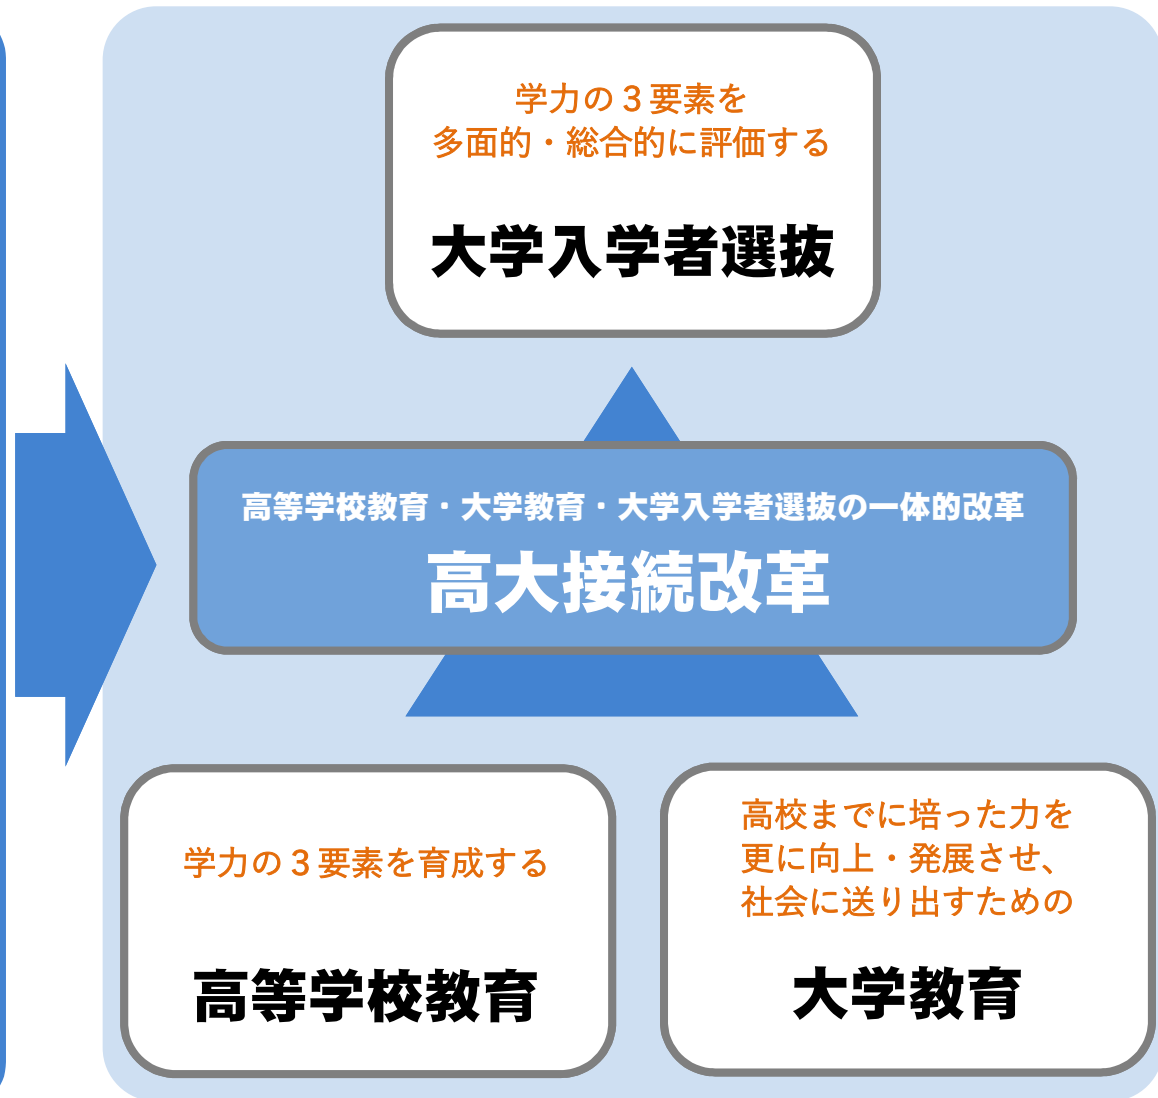 学力の３要素を
多面的・総合的に評価する
大学入学者選抜
高等学校教育・大学教育・大学入学者選抜の一体的改革
高大接続改革
学力の３要素を育成する
高等学校教育
高校までに培った力を
更に向上・発展させ、
社会に送り出すための
大学教育